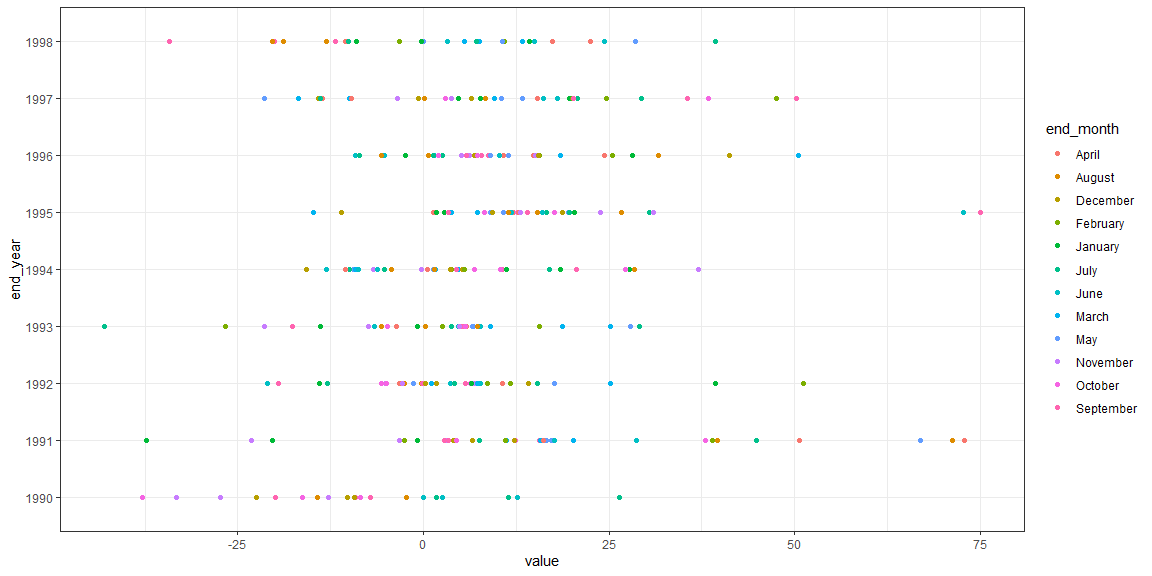 end_year
1998
1997
1996
1995
1994
1993
1992
1991
1990
-25
0
25
50
75
value
end_month
April
August
December
February
January
July
June
March
May
November
October
September